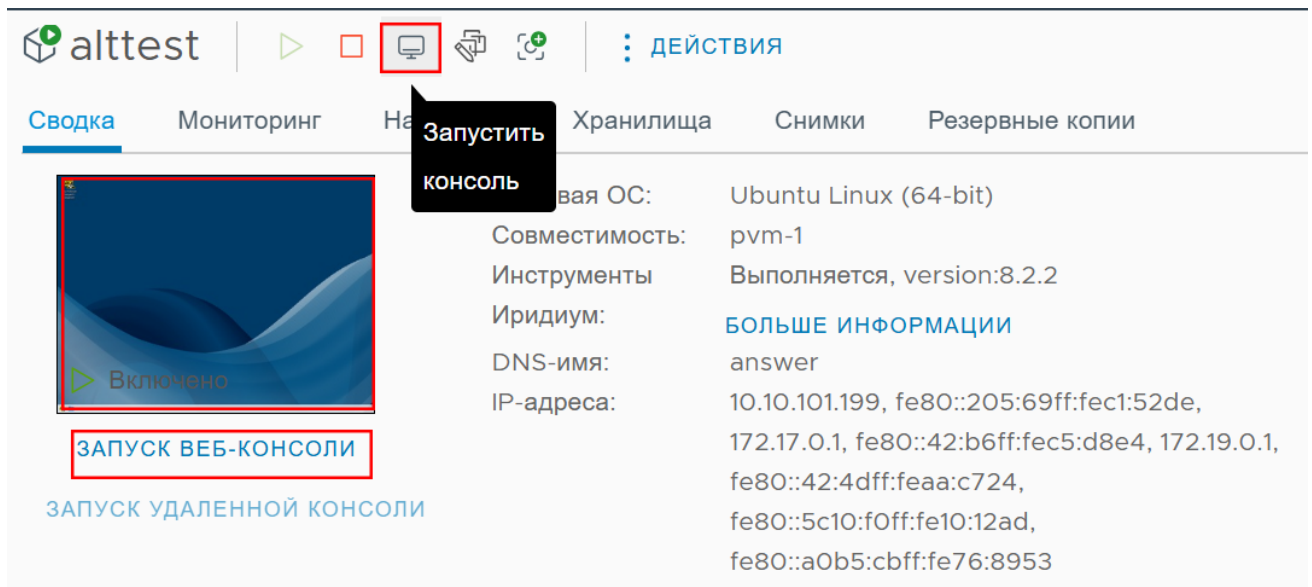 alttest
ДЕЙСТВИЯ
Сводка Мониторинг На Хранилища Снимки Резервные копии
Запустить
консоль
вая ОС: Ubuntu Linux (64-bit)
Совместимость: pvm-1
Инструменты Выполняется, version:8.2.2
Иридиум: БОЛЬШЕ ИНФОРМАЦИИ
DNS-имя: answer
IP-адреса: 10.10.101.199, fe80::205:69ff:fec1:52de,
172.17.0.1, fe80::42:b6ff:fec5:d8e4, 172.19.0.1,
fe80::42:4dff:feaa:c724,
fe80::5c10:f0ff:fe10:12ad,
fe80::a0b5:cbff:fe76:8953
Включено
ЗАПУСК ВЕБ-КОНСОЛИ
ЗАПУСК УДАЛЕННОЙ КОНСОЛИ